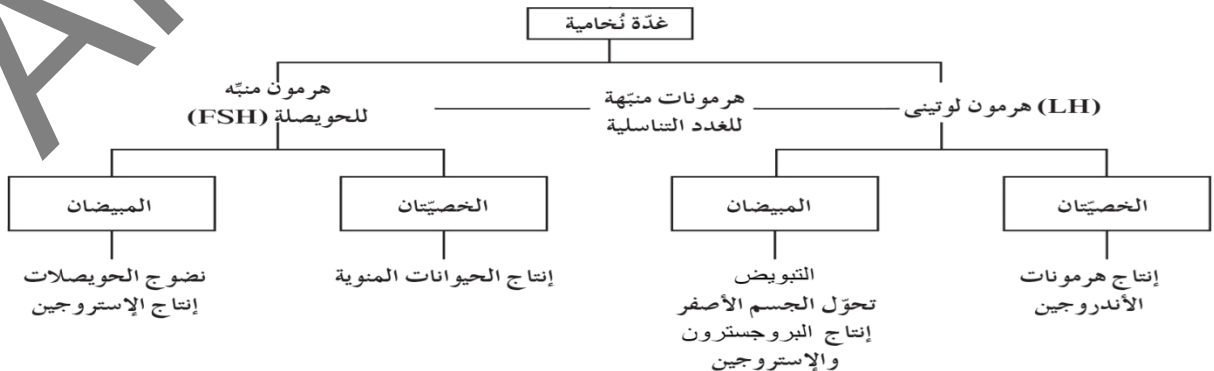 غدّة نُخامية
(LH) هرمون لوتيني
هرمونات منبّهة
للغدد التناسلية
هرمون منبّه
للحويصلة (FSH)
الخصيّتان
المبيضان
الخصيّتان
المبيضان
إنتاج هرمونات
الأندروجين
التبويض
تحوّل الجسم الأصفر
إنتاج البروجسترون
والإستروجين
إنتاج الحيوانات المنوية
نضوج الحويصلات
إنتاج الإستروجين